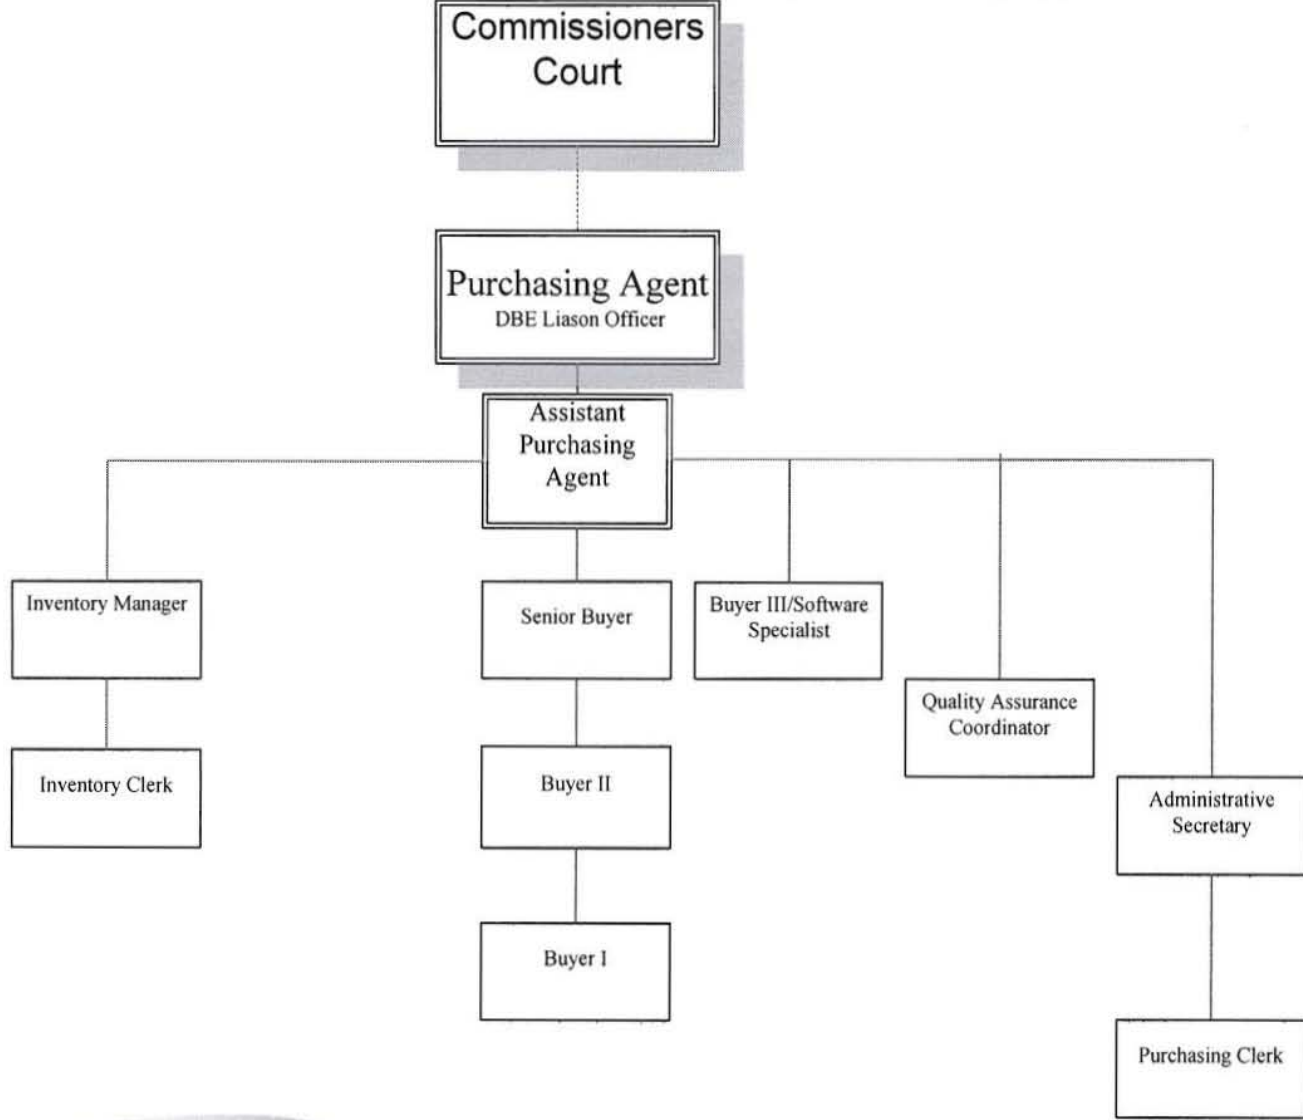 Commissioners
Court
Purchasing Agent
DBE Liason Officer
Assistant
Purchasing
Agent
Inventory Manager
Senior Buyer
Buyer III/Software
Specialist
Quality Assurance
Coordinator
Inventory Clerk
Buyer II
Administrative
Secretary
Buyer I
Purchasing Clerk